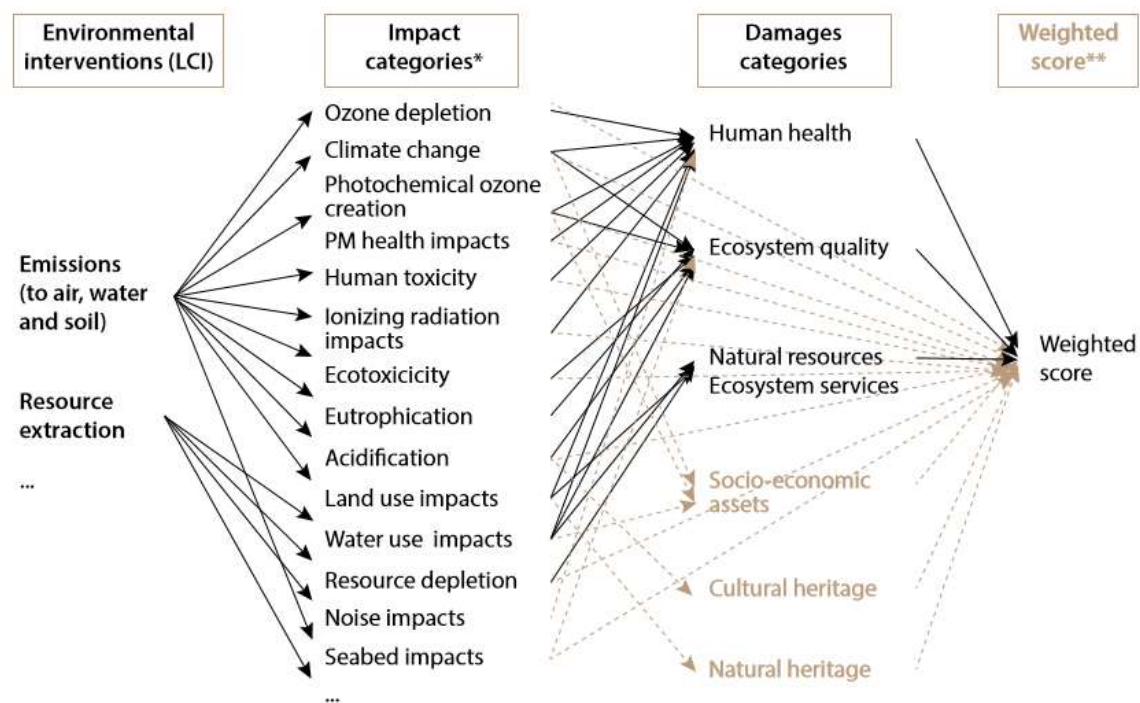 Environmental
interventions (LCI)
Impact
categories*
Damages
categories
Weighted
score**
Emissions
(to air, water
and soil)
Resource
extraction
...
Ozone depletion
Climate change
Photochemical ozone
creation
PM health impacts
Human toxicity
Ionizing radiation
impacts
Ecotoxicicity
Eutrophication
Acidification
Land use impacts
Water use impacts
Resource depletion
Noise impacts
Seabed impacts
...
Human health
Ecosystem quality
Natural resources
Ecosystem services
Socio-economic
assets
Cultural heritage
Natural heritage
Weighted
score